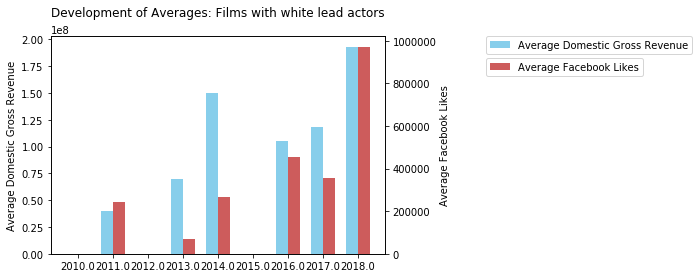 Development of Averages: Films with white lead actors
1e8
2.00
1.75
1.50
1.25
1.00
0.75
0.50
0.25
0.00
Average Domestic Gross Revenue
2010.0 2011.0 2012.0 2013.0 2014.0 2015.0 2016.0 2017.0 2018.0
1000000
800000
600000
400000
200000
0
Average Facebook Likes
Average Domestic Gross Revenue
Average Facebook Likes